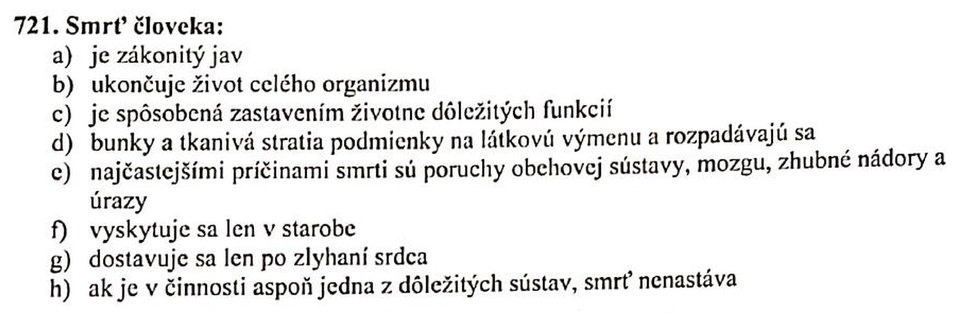 721. Smrť človeka:
a) je zákonitý jav
b) ukončuje život celého organizmu
c) je spôsobená zastavením životne dôležitých funkcií
d) bunky a tkanivá stratia podmienky na látkovú výmenu a rozpadávajú sa
e) najčastejšími príčinami smrti sú poruchy obehovej sústavy, mozgu, zhubné nádory a
úrazy
f) vyskytuje sa len v starobe
g) dostavuje sa len po zlyhaní srdca
h) ak je v činnosti aspoň jedna z dôležitých sústav, smrť nenastáva